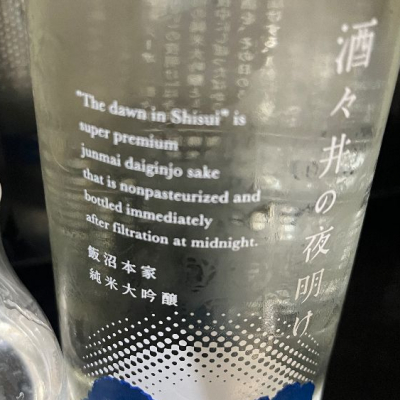 酒々井の夜明け
"The dawn in Shisui" is
super premium
junmai daiginjo sake
that is nonpasteurized and
bottled immediately
after filtration at midnight.
飯沼本家
純米大吟醸